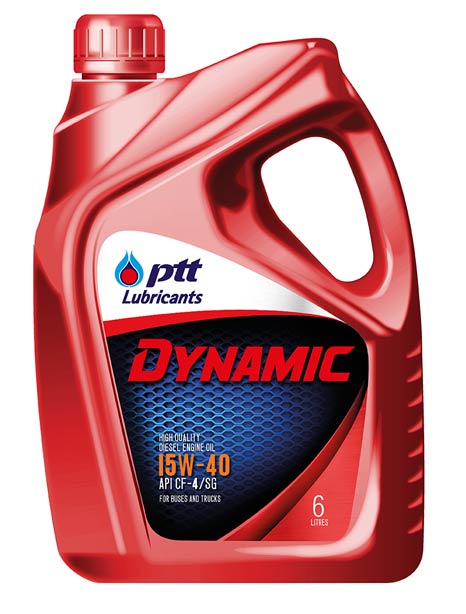 ptt
Lubricants
DYNAMIC
HIGH QUALITY
DIESEL ENGINE OIL
15W-40
API CF-4/SG
FOR BUSES AND TRUCKS
6
LITRES